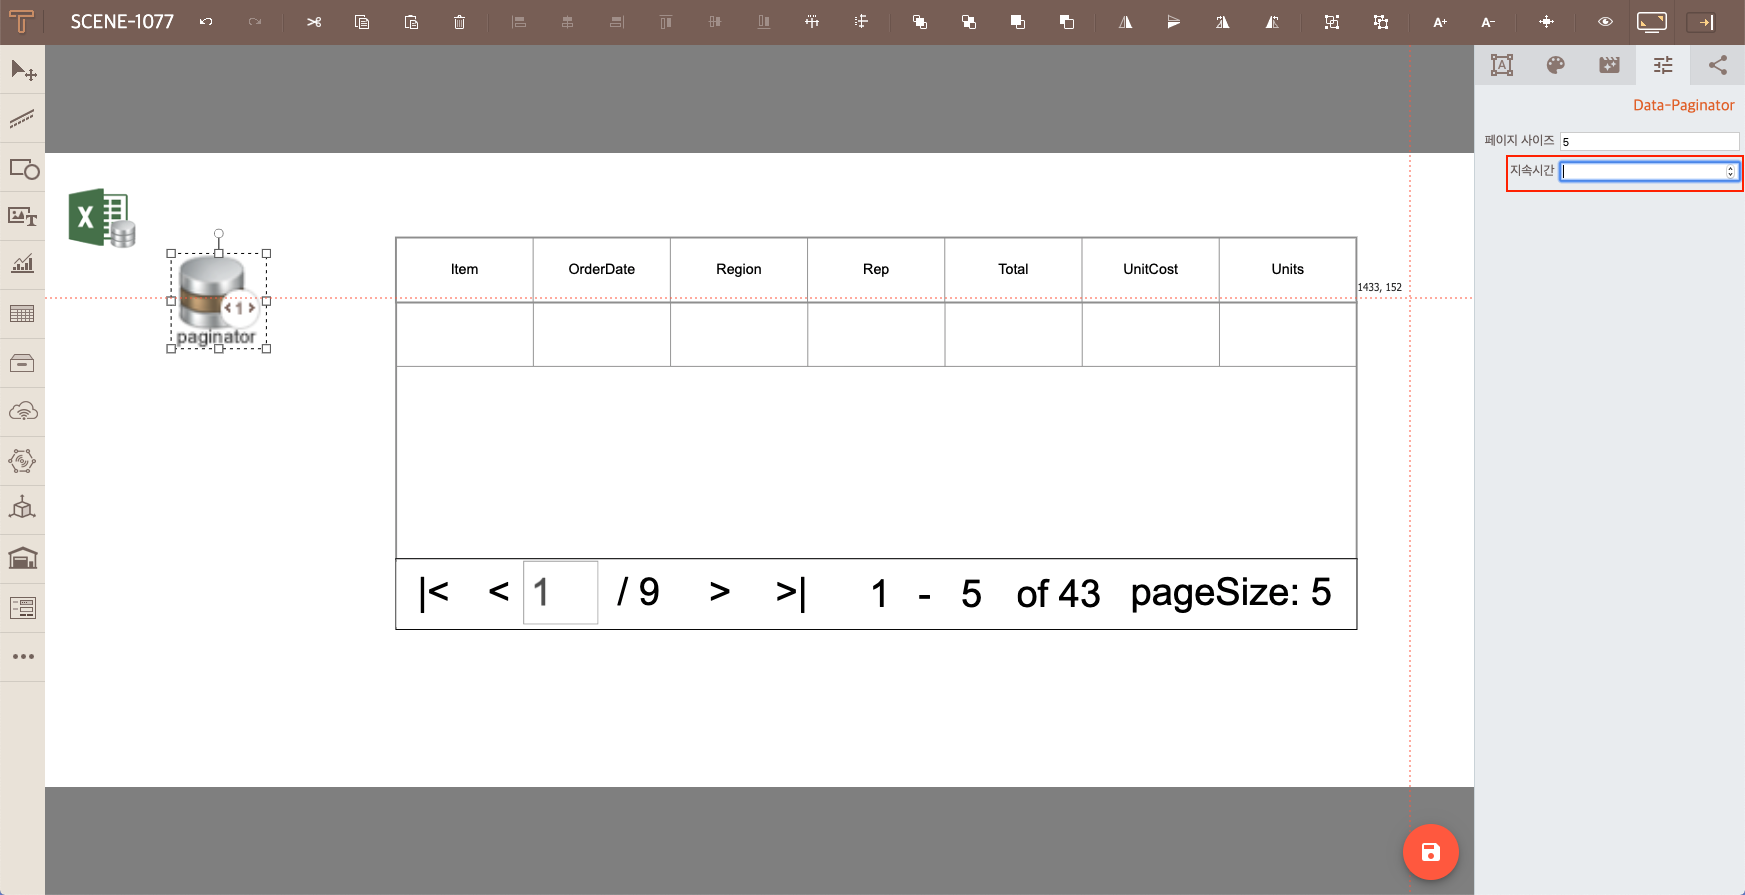 SCENE-1077
A+
A-
A
T
Data-Paginator
페이지 사이즈 5
지속시간
X
<1>
paginator
Item OrderDate Region Rep Total UnitCost Units
1433, 152
|< < 1 / 9 > >| 1 - 5 of 43 pageSize: 5